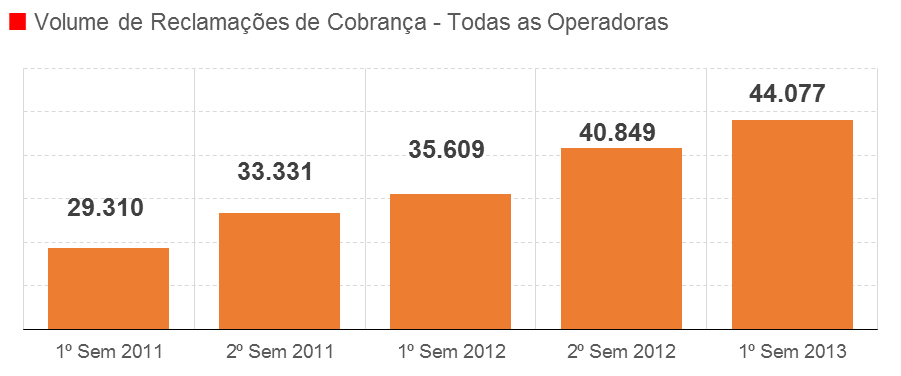 Volume de Reclamações de Cobrança - Todas as Operadoras
29.310
33.331
35.609
40.849
44.077
1º Sem 2011
2º Sem 2011
1º Sem 2012
2º Sem 2012
1º Sem 2013